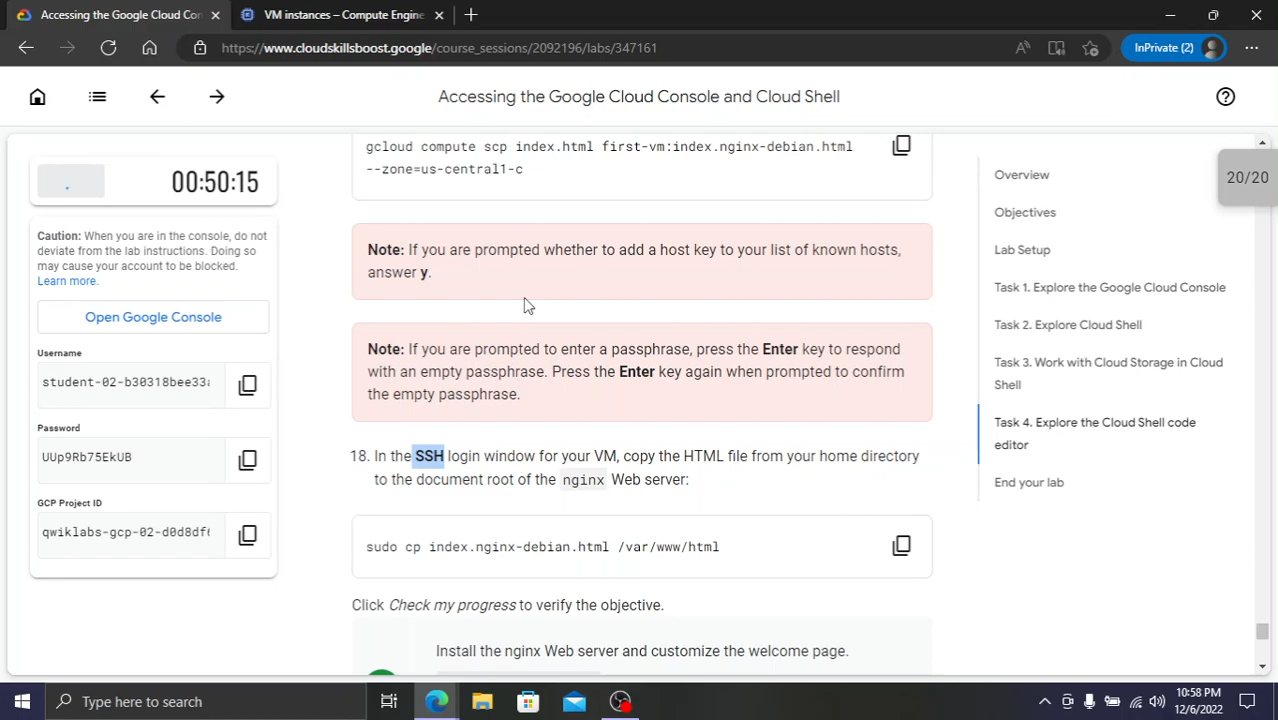 Accessing the Google Cloud Con
VM instances – Compute Engine
https://www.cloudskillsboost.google/course_sessions/2092196/labs/347161
InPrivate (2)
Accessing the Google Cloud Console and Cloud Shell
00:50:15
Caution: When you are in the console, do not
deviate from the lab instructions. Doing so
may cause your account to be blocked.
Learn more.
Open Google Console
Username
student-02-b30318bee33a
Password
UUp9Rb75EkUB
GCP Project ID
qwiklabs-gcp-02-d0d8df6
gcloud compute scp index.html first-vm:index.nginx-debian.html
--zone=us-central1-c
Note: If you are prompted whether to add a host key to your list of known hosts,
answer y.
Note: If you are prompted to enter a passphrase, press the Enter key to respond
with an empty passphrase. Press the Enter key again when prompted to confirm
the empty passphrase.
18. In the SSH login window for your VM, copy the HTML file from your home directory
to the document root of the nginx Web server:
sudo cp index.nginx-debian.html /var/www/html
Click Check my progress to verify the objective.
Install the nginx Web server and customize the welcome page.
20/20
Overview
Objectives
Lab Setup
Task 1. Explore the Google Cloud Console
Task 2. Explore Cloud Shell
Task 3. Work with Cloud Storage in Cloud
Shell
Task 4. Explore the Cloud Shell code
editor
End your lab
Type here to search
10:58 PM
12/6/2022